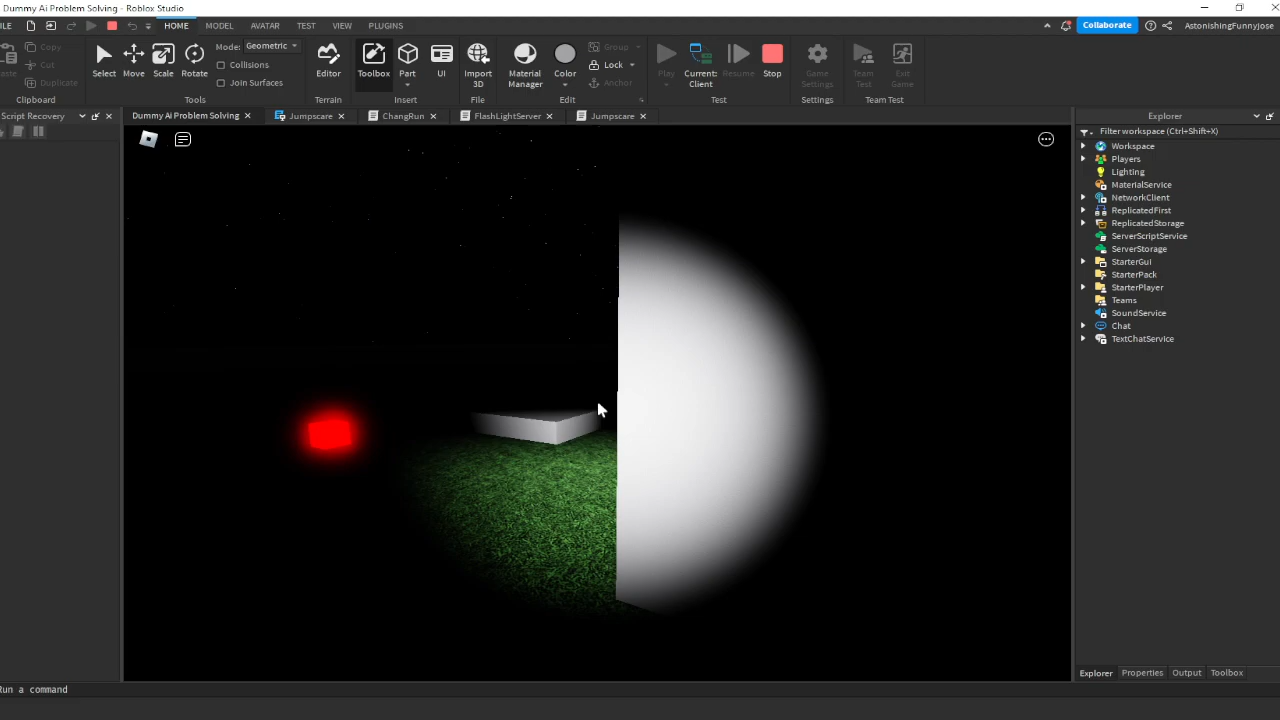 Dummy Ai Problem Solving - Roblox Studio
ILE HOME MODEL AVATAR TEST VIEW PLUGINS Collaborate AstonishingFunnyJose
aste Copy Cut Duplicate Select Move Scale Rotate Mode: Geometric Collisions Join Surfaces Editor Toolbox Part UI Import 3D Material Manager Color Group Lock Anchor Play Current: Client Resume Stop Game Settings Team Test Exit Game
Clipboard Tools Terrain Insert File Edit Test Settings Team Test
Script Recovery Dummy Ai Problem Solving Jumpscare ChangRun FlashLightServer Jumpscare Explorer
Filter workspace (Ctrl+Shift+X)
Workspace
Players
Lighting
MaterialService
NetworkClient
ReplicatedFirst
ReplicatedStorage
ServerScriptService
ServerStorage
StarterGui
StarterPack
StarterPlayer
Teams
SoundService
Chat
TextChatService
Explorer Properties Output Toolbox
Run a command